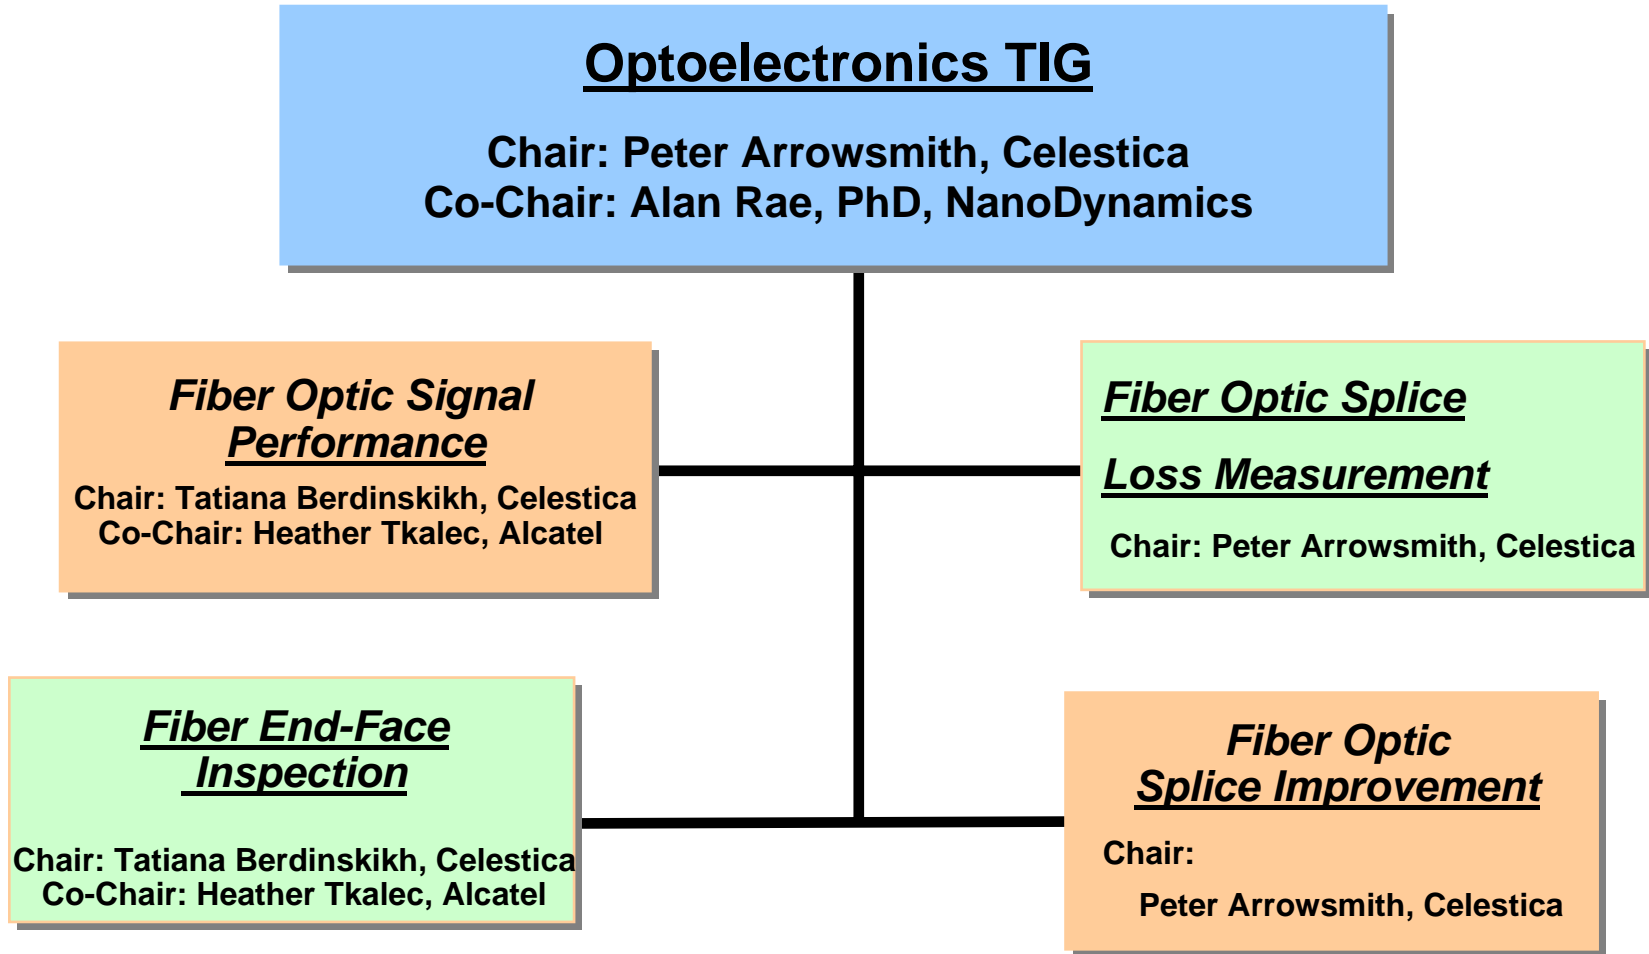 Optoelectronics TIG
Chair: Peter Arrowsmith, Celestica
Co-Chair: Alan Rae, PhD, NanoDynamics
Fiber Optic Signal
Performance
Chair: Tatiana Berdinskikh, Celestica
Co-Chair: Heather Tkalec, Alcatel
Fiber Optic Splice
Loss Measurement
Chair: Peter Arrowsmith, Celestica
Fiber End-Face
Inspection
Chair: Tatiana Berdinskikh, Celestica
Co-Chair: Heather Tkalec, Alcatel
Fiber Optic
Splice Improvement
Chair:
Peter Arrowsmith, Celestica